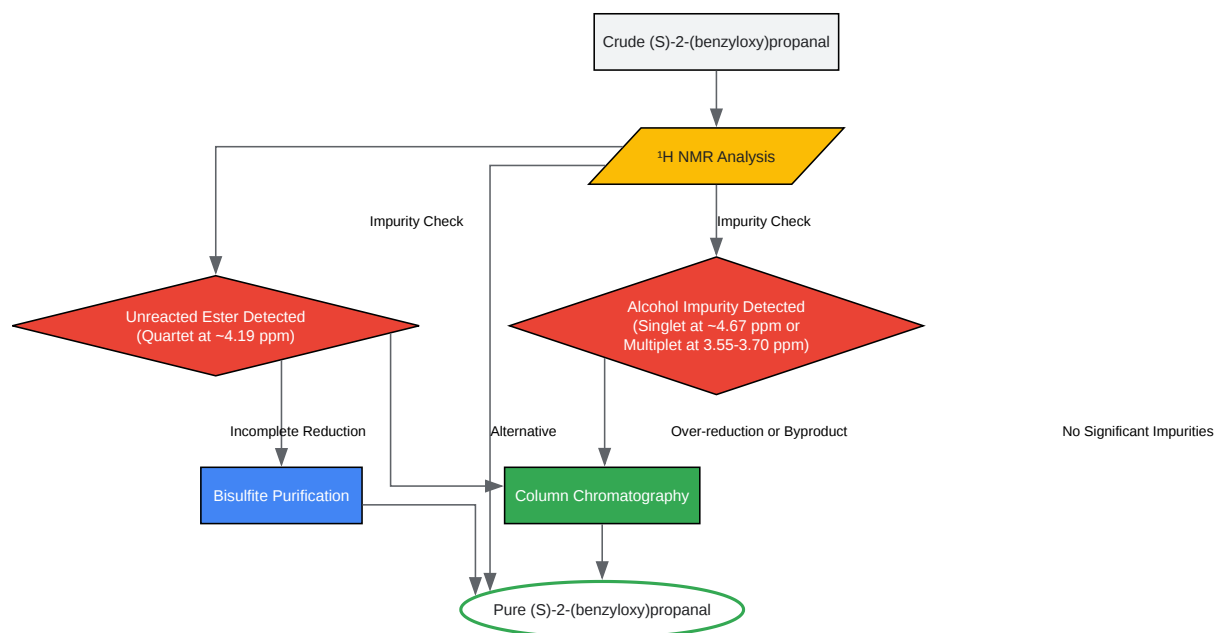 Crude (S)-2-(benzyloxy)propanal
¹H NMR Analysis
Impurity Check
Impurity Check
Unreacted Ester Detected
(Quartet at ~4.19 ppm)
Alcohol Impurity Detected
(Singlet at ~4.67 ppm or
Multiplet at 3.55-3.70 ppm)
Incomplete Reduction
Alternative
Over-reduction or Byproduct
No Significant Impurities
Bisulfite Purification
Column Chromatography
Pure (S)-2-(benzyloxy)propanal